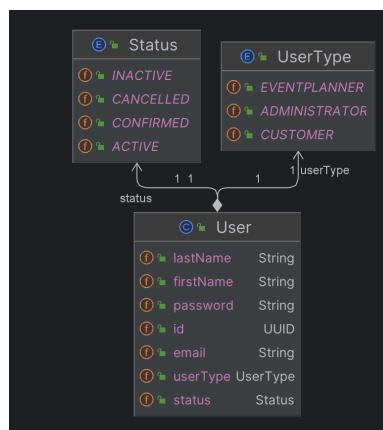 E Status
f INACTIVE
f CANCELLED
f CONFIRMED
f ACTIVE
E UserType
f EVENTPLANNER
f ADMINISTRATOR
f CUSTOMER
1 1 1 1 userType
status
C User
f lastName String
f firstName String
f password String
f id UUID
f email String
f userType UserType
f status Status